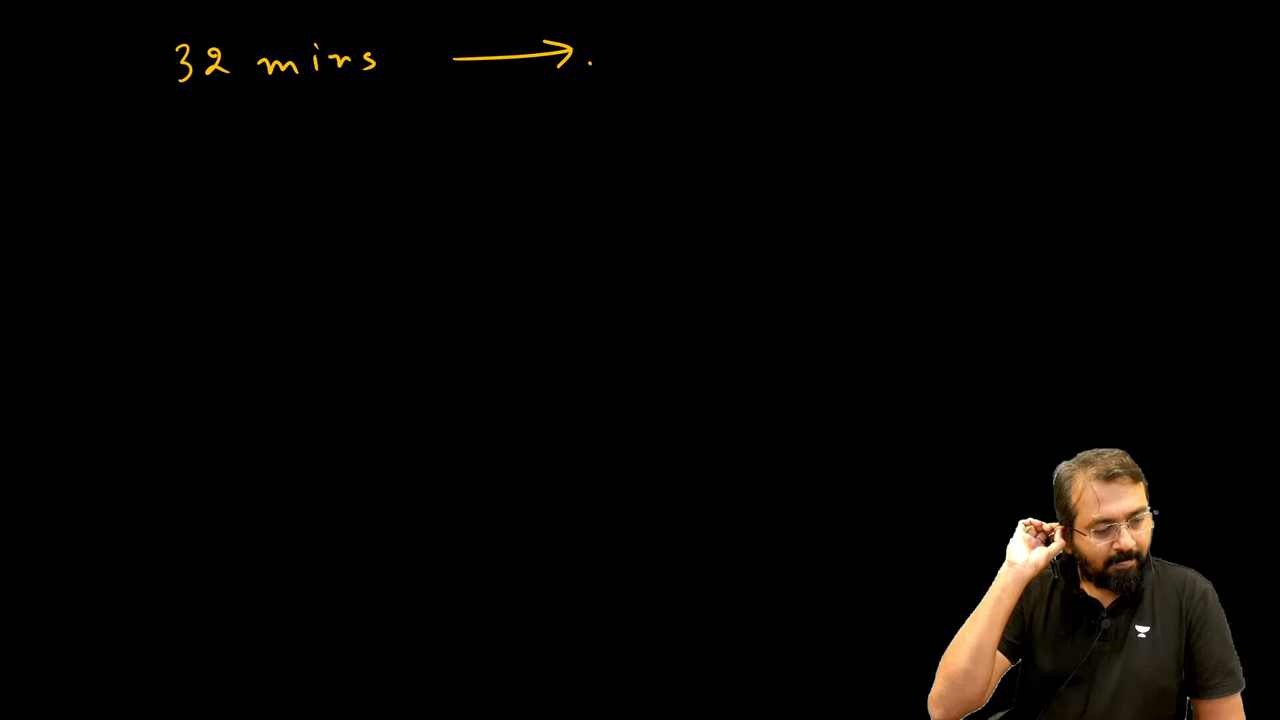 32 mins → .